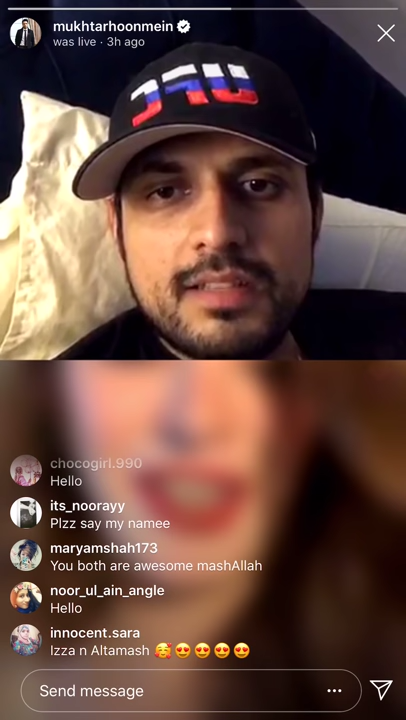 mukhtarhoonmein
was live · 3h ago
chocogirl.990
Hello
its_noorayy
Plzz say my namee
maryamshah173
You both are awesome mashAllah
noor_ul_ain_angle
Hello
innocent.sara
Izza n Altamash 🥰😍😍😍😍
Send message